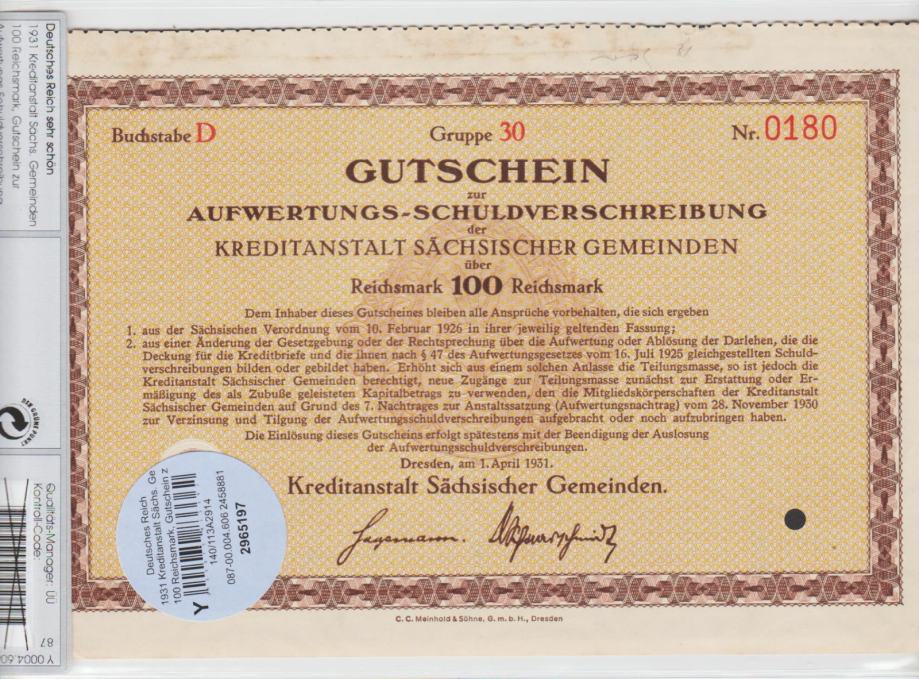 Buchstabe D Gruppe 30 Nr. 0180
GUTSCHEIN
zur
AUFWERTUNGS-SCHULDVERSCHREIBUNG
der
KREDITANSTALT SÄCHSISCHER GEMEINDEN
über
Reichsmark 100 Reichsmark
Dem Inhaber dieses Gutscheines bleiben alle Ansprüche vorbehalten, die sich ergeben
1. aus der Sächsischen Verordnung vom 10. Februar 1926 in ihrer jeweilig geltenden Fassung;
2. aus einer Änderung der Gesetzgebung oder der Rechtsprechung über die Aufwertung oder Ablösung der Darlehen, die die
Deckung für die Kreditbriefe und die ihnen nach § 47 des Aufwertungsgesetzes vom 16. Juli 1925 gleichgestellten Schuld-
verschreibungen bilden oder gebildet haben. Erhöht sich aus einem solchen Anlasse die Teilungsmasse, so ist jedoch die
Kreditanstalt Sächsischer Gemeinden berechtigt, neue Zugänge zur Teilungsmasse zunächst zur Erstattung oder Er-
mäßigung des als Zubuße geleisteten Kapitalbetrags zu verwenden, den die Mitgliedskörperschaften der Kreditanstalt
Sächsischer Gemeinden auf Grund des 7. Nachtrages zur Anstaltssatzung (Aufwertungsnachtrag) vom 28. November 1930
zur Verzinsung und Tilgung der Aufwertungsschuldverschreibungen aufgebracht oder noch aufzubringen haben.
Die Einlösung dieses Gutscheins erfolgt spätestens mit der Beendigung der Auslosung
der Aufwertungsschuldverschreibungen.
Dresden, am 1. April 1931.
Kreditanstalt Sächsischer Gemeinden.
C. C. Meinhold & Söhne, G. m. b. H., Dresden
Deutsches Reich
1931 Kreditanstalt Sächs. Ge
100 Reichsmark, Gutschein z
140/113A2914
087-00.004.606 2458881
2965197
Y
Deutsches Reich sehr schön
1931 Kreditanstalt Sächs. Gemeinden
100 Reichsmark, Gutschein zur
Aufwertungs-Schuldverschreibung
DER GRÜNE PUNKT
Qualitäts-Manager: ÜÜ
Kontroll-Code:
87